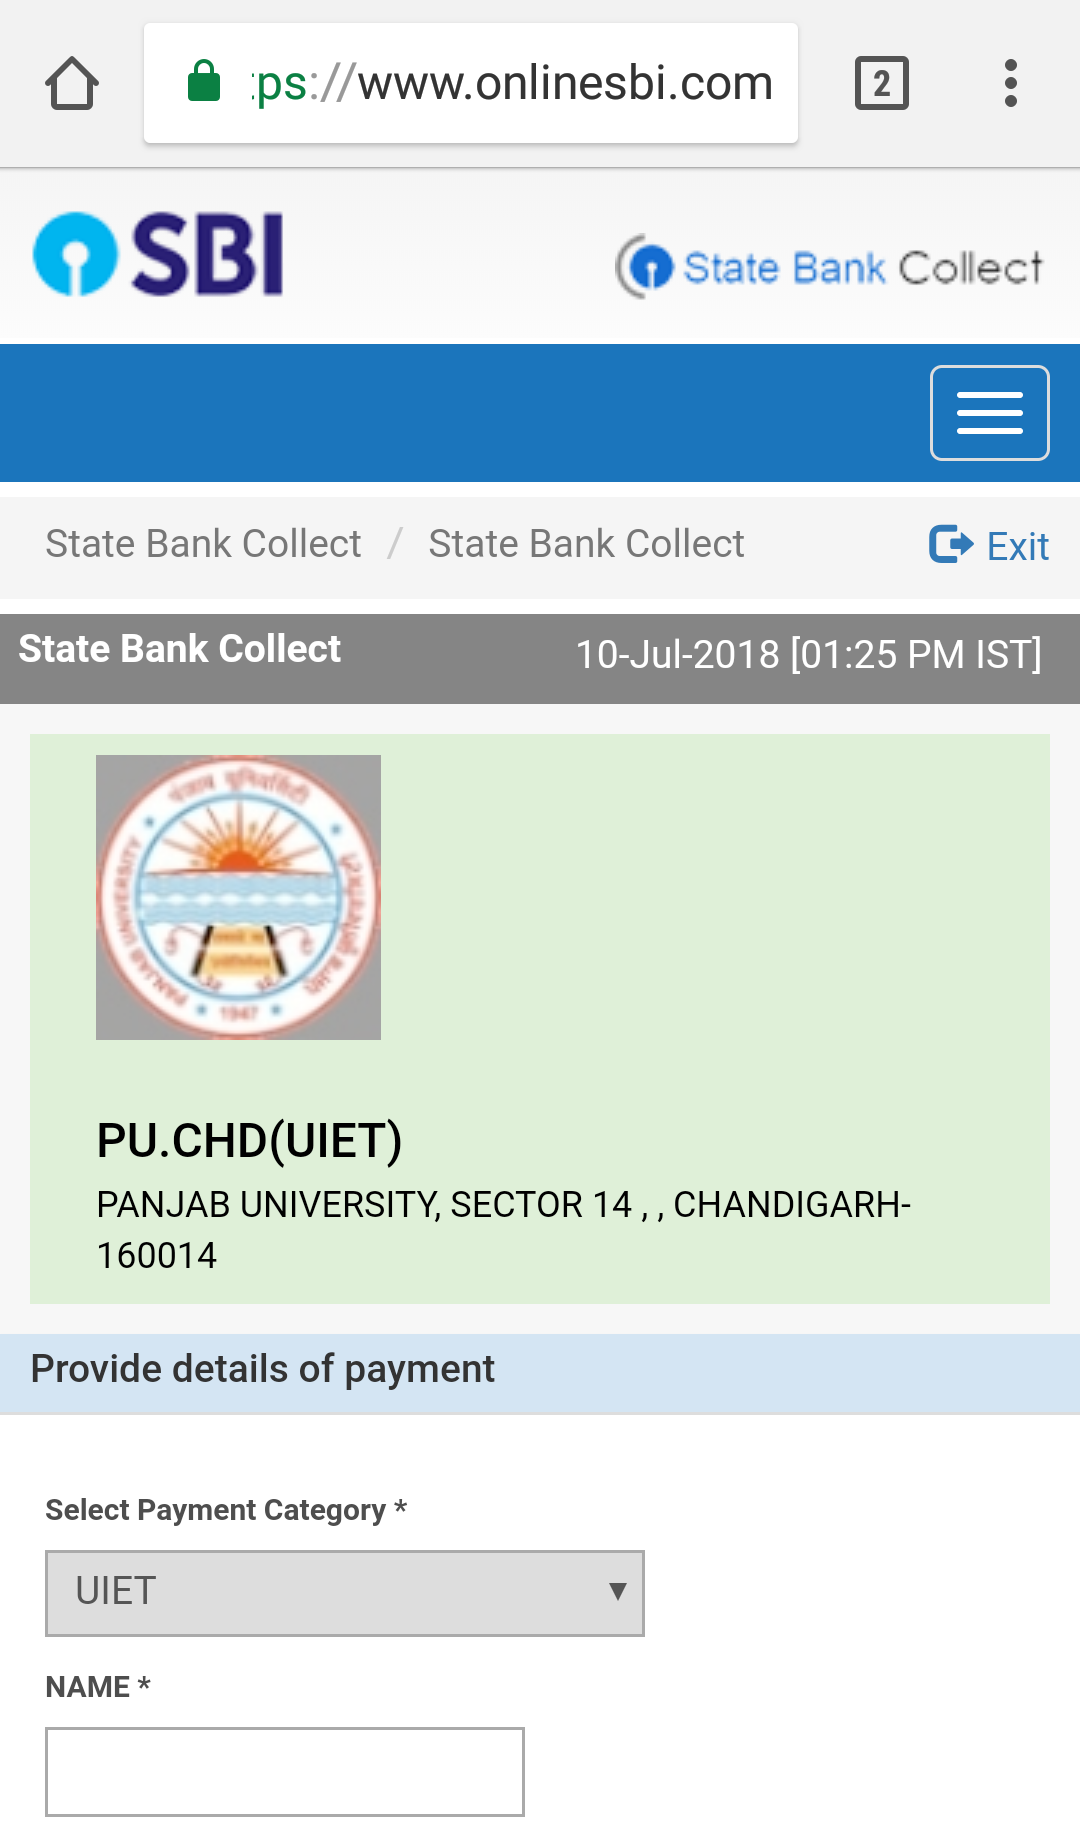 tps://www.onlinesbi.com
2
SBI
State Bank Collect
State Bank Collect / State Bank Collect
Exit
State Bank Collect
10-Jul-2018 [01:25 PM IST]
पंजाब यूनिवर्सिटी
PANJAB UNIVERSITY
1947
PU.CHD(UIET)
PANJAB UNIVERSITY, SECTOR 14 , , CHANDIGARH-
160014
Provide details of payment
Select Payment Category *
UIET
NAME *